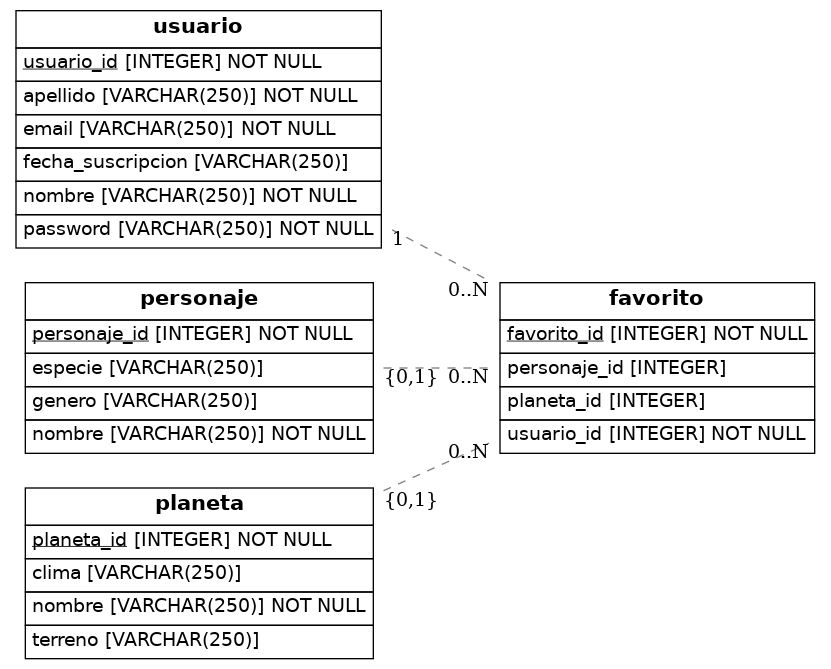 usuario
usuario_id [INTEGER] NOT NULL
apellido [VARCHAR(250)] NOT NULL
email [VARCHAR(250)] NOT NULL
fecha_suscripcion [VARCHAR(250)]
nombre [VARCHAR(250)] NOT NULL
password [VARCHAR(250)] NOT NULL
1
0..N
personaje
personaje_id [INTEGER] NOT NULL
especie [VARCHAR(250)]
genero [VARCHAR(250)]
nombre [VARCHAR(250)] NOT NULL
{0,1}
0..N
favorito
favorito_id [INTEGER] NOT NULL
personaje_id [INTEGER]
planeta_id [INTEGER]
usuario_id [INTEGER] NOT NULL
0..N
{0,1}
planeta
planeta_id [INTEGER] NOT NULL
clima [VARCHAR(250)]
nombre [VARCHAR(250)] NOT NULL
terreno [VARCHAR(250)]